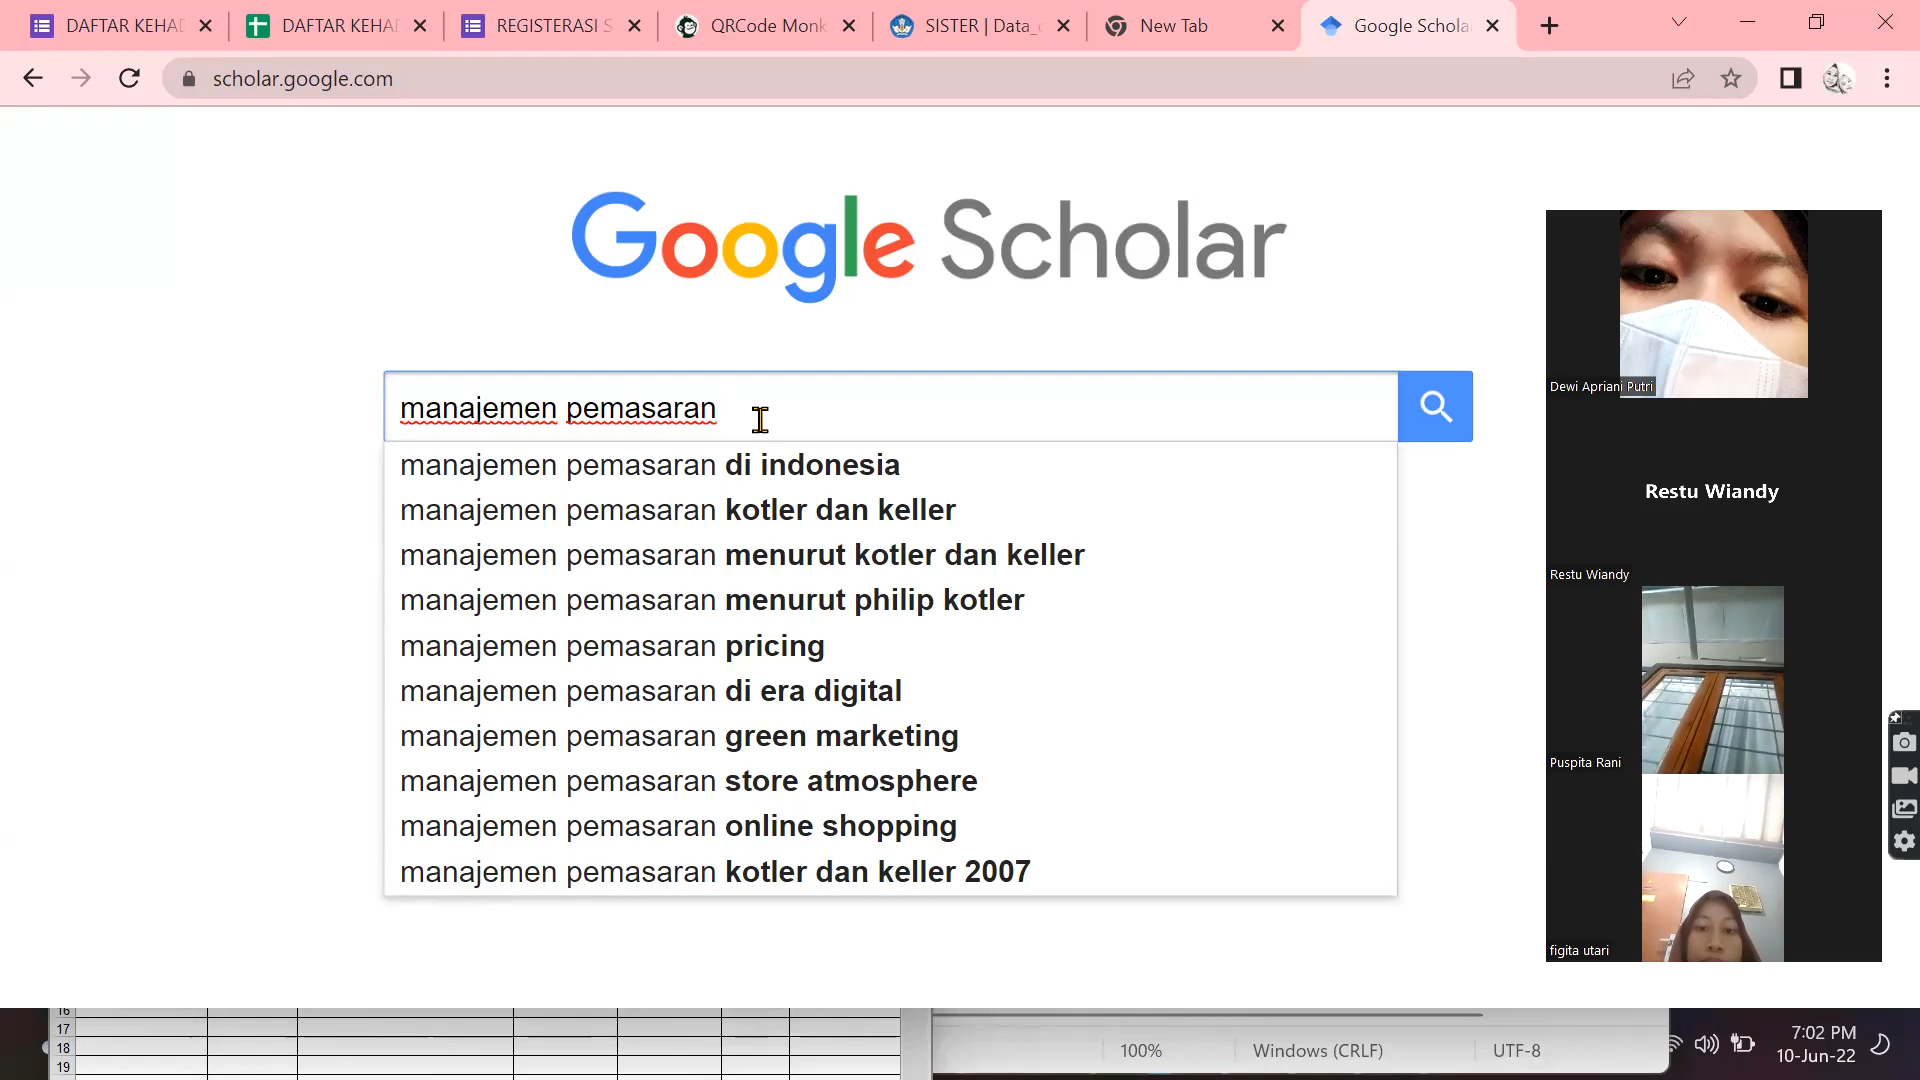 DAFTAR KEHAD
DAFTAR KEHAD
REGISTERASI S
QRCode Monk
SISTER | Data_
New Tab
Google Schola
scholar.google.com
Google Scholar
manajemen pemasaran
manajemen pemasaran di indonesia
manajemen pemasaran kotler dan keller
manajemen pemasaran menurut kotler dan keller
manajemen pemasaran menurut philip kotler
manajemen pemasaran pricing
manajemen pemasaran di era digital
manajemen pemasaran green marketing
manajemen pemasaran store atmosphere
manajemen pemasaran online shopping
manajemen pemasaran kotler dan keller 2007
Dewi Apriani Putri
Restu Wiandy
Restu Wiandy
Puspita Rani
figita utari
16
17
18
19
100%
Windows (CRLF)
UTF-8
7:02 PM
10-Jun-22